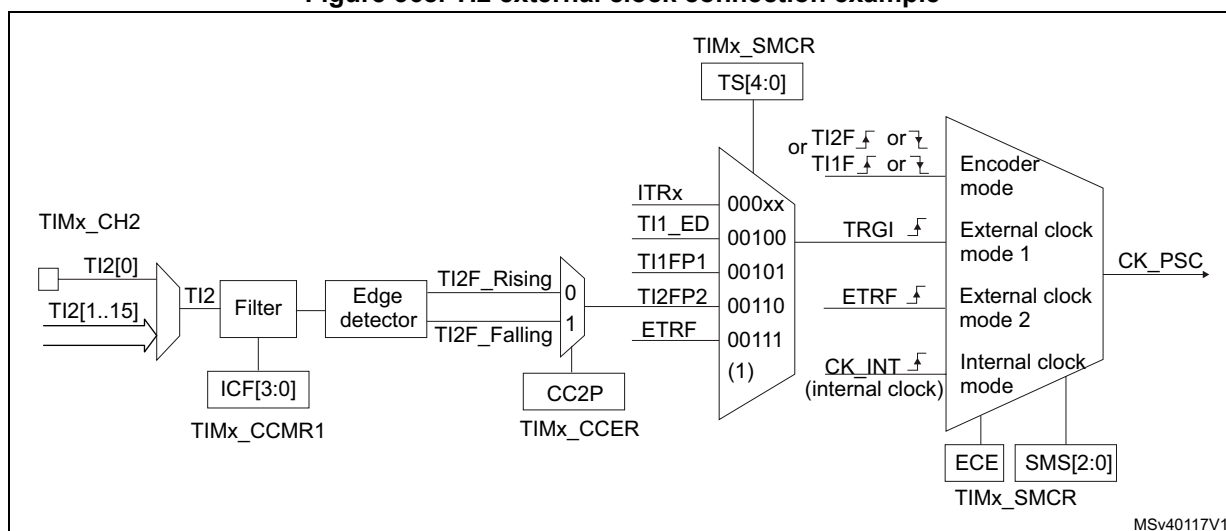 TI2 external clock connection example
TIMx_SMCR
TS[4:0]
or TI2F or
TI1F or
Encoder
mode
ITRx
000xx
TIMx_CH2
TI1_ED
00100
TRGI
External clock
mode 1
CK_PSC
TI2[0]
TI1FP1
00101
TI2F_Rising
0
TI2[1..15]
TI2
Filter
Edge
detector
TI2FP2
00110
ETRF
External clock
mode 2
TI2F_Falling
1
ETRF
00111
(1)
CK_INT
(internal clock)
Internal clock
mode
ICF[3:0]
CC2P
TIMx_CCMR1
TIMx_CCER
ECE
SMS[2:0]
TIMx_SMCR
MSv40117V1